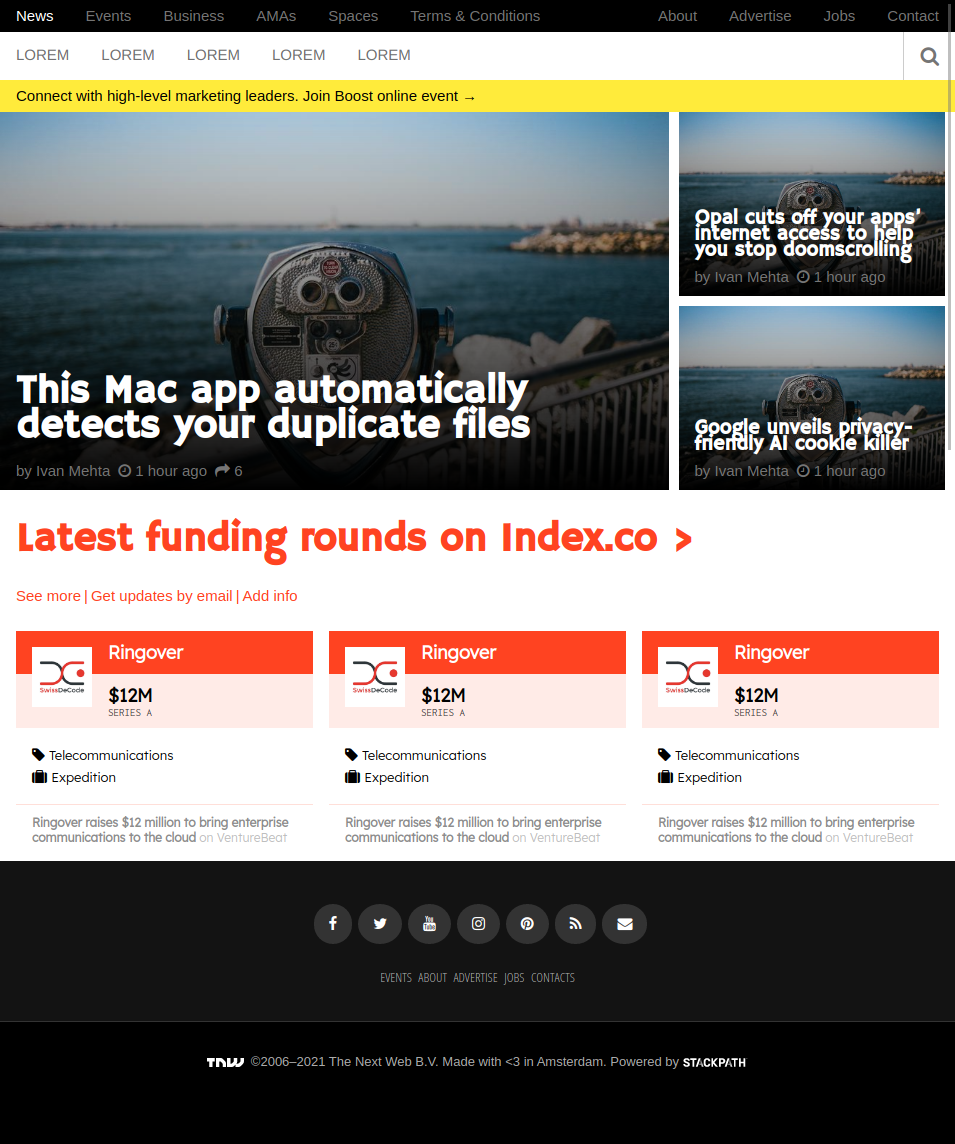 News Events Business AMAs Spaces Terms & Conditions About Advertise Jobs Contact
LOREM LOREM LOREM LOREM LOREM
Connect with high-level marketing leaders. Join Boost online event →
This Mac app automatically
detects your duplicate files
by Ivan Mehta 1 hour ago 6
Opal cuts off your apps'
internet access to help
you stop doomscrolling
by Ivan Mehta 1 hour ago
Google unveils privacy-
friendly AI cookie killer
by Ivan Mehta 1 hour ago
Latest funding rounds on Index.co >
See more | Get updates by email | Add info
Ringover
SwissDeCode
$12M
SERIES A
Telecommunications
Expedition
Ringover raises $12 million to bring enterprise
communications to the cloud on VentureBeat
Ringover
SwissDeCode
$12M
SERIES A
Telecommunications
Expedition
Ringover raises $12 million to bring enterprise
communications to the cloud on VentureBeat
Ringover
SwissDeCode
$12M
SERIES A
Telecommunications
Expedition
Ringover raises $12 million to bring enterprise
communications to the cloud on VentureBeat
You Tube
EVENTS ABOUT ADVERTISE JOBS CONTACTS
TNW ©2006–2021 The Next Web B.V. Made with <3 in Amsterdam. Powered by STACKPATH